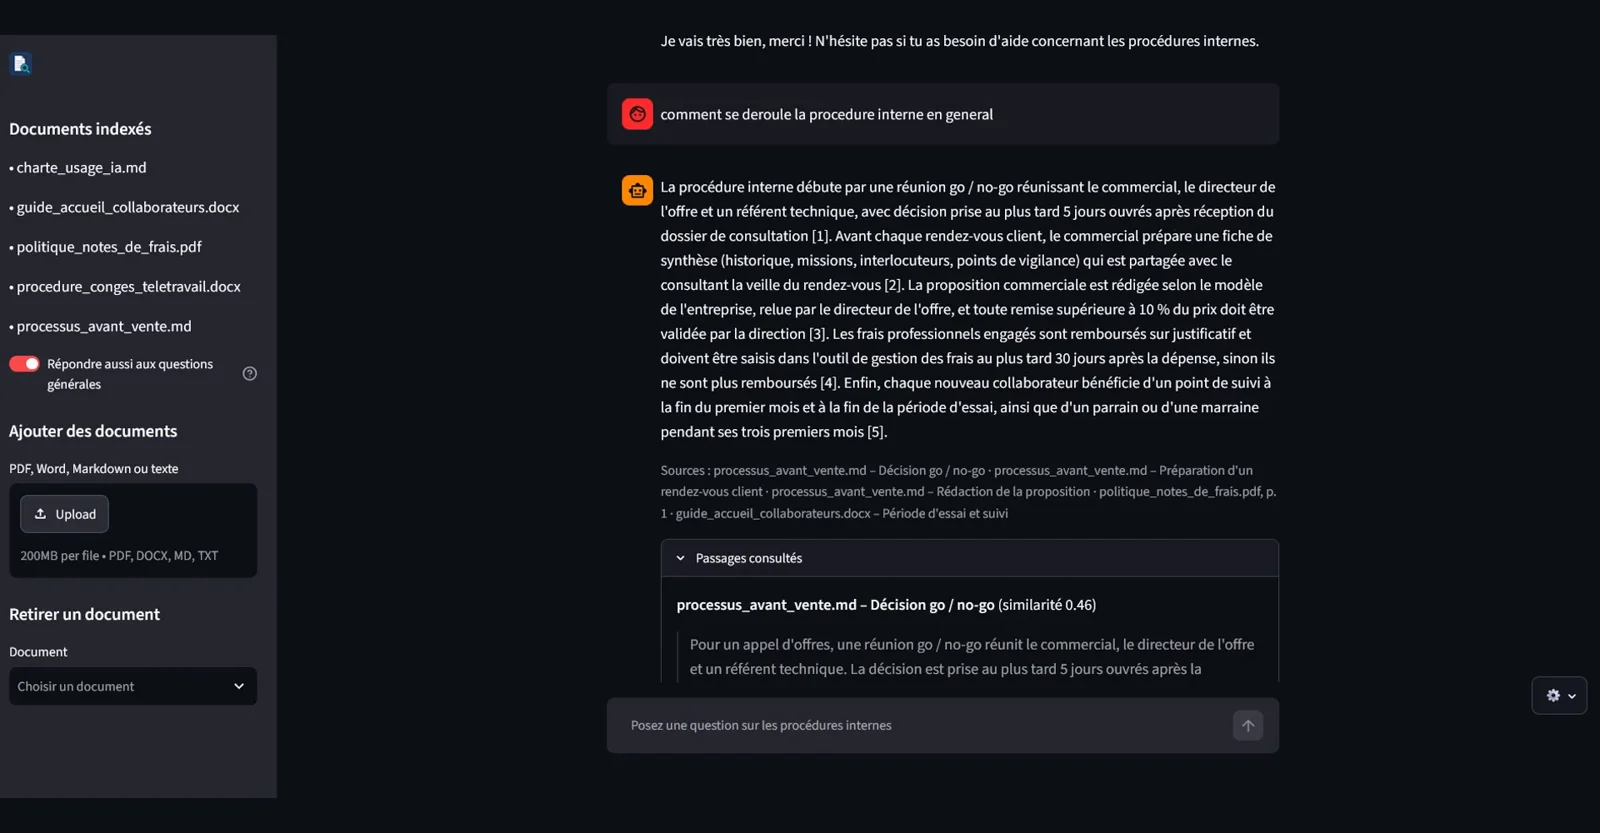 Documents indexés
• charte_usage_ia.md
• guide_accueil_collaborateurs.docx
• politique_notes_de_frais.pdf
• procedure_conges_teletravail.docx
• processus_avant_vente.md
Répondre aussi aux questions
générales
Ajouter des documents
PDF, Word, Markdown ou texte
Upload
200MB per file • PDF, DOCX, MD, TXT
Retirer un document
Document
Choisir un document
Je vais très bien, merci ! N'hésite pas si tu as besoin d'aide concernant les procédures internes.
comment se deroule la procedure interne en general
La procédure interne débute par une réunion go / no-go réunissant le commercial, le directeur de
l'offre et un référent technique, avec décision prise au plus tard 5 jours ouvrés après réception du
dossier de consultation [1]. Avant chaque rendez-vous client, le commercial prépare une fiche de
synthèse (historique, missions, interlocuteurs, points de vigilance) qui est partagée avec le
consultant la veille du rendez-vous [2]. La proposition commerciale est rédigée selon le modèle
de l'entreprise, relue par le directeur de l'offre, et toute remise supérieure à 10 % du prix doit être
validée par la direction [3]. Les frais professionnels engagés sont remboursés sur justificatif et
doivent être saisis dans l'outil de gestion des frais au plus tard 30 jours après la dépense, sinon ils
ne sont plus remboursés [4]. Enfin, chaque nouveau collaborateur bénéficie d'un point de suivi à
la fin du premier mois et à la fin de la période d'essai, ainsi que d'un parrain ou d'une marraine
pendant ses trois premiers mois [5].
Sources : processus_avant_vente.md – Décision go / no-go · processus_avant_vente.md – Préparation d'un
rendez-vous client · processus_avant_vente.md – Rédaction de la proposition · politique_notes_de_frais.pdf, p.
1 · guide_accueil_collaborateurs.docx – Période d'essai et suivi
Passages consultés
processus_avant_vente.md – Décision go / no-go (similarité 0.46)
Pour un appel d'offres, une réunion go / no-go réunit le commercial, le directeur de l'offre
et un référent technique. La décision est prise au plus tard 5 jours ouvrés après la
Posez une question sur les procédures internes